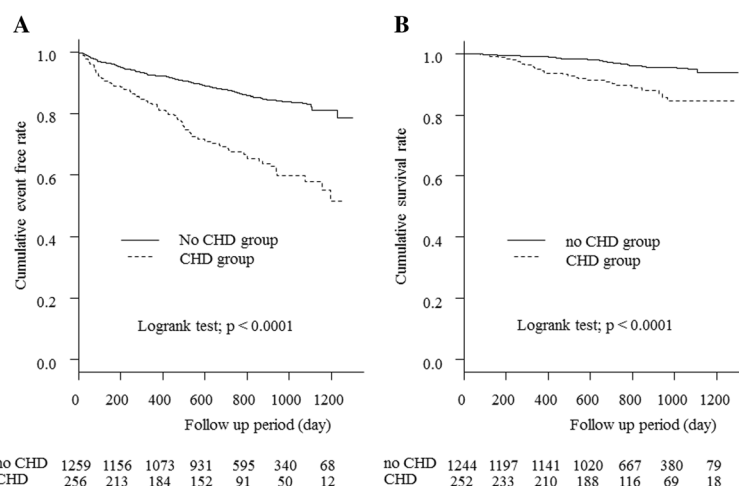 A
Cumulative event free rate
1.0
0.8
0.6
0.4
0.2
0.0
No CHD group
CHD group
Logrank test; p < 0.0001
0 200 400 600 800 1000 1200
Follow up period (day)
no CHD 1259 1156 1073 931 595 340 68
CHD 256 213 184 152 91 50 12
B
Cumulative survival rate
1.0
0.8
0.6
0.4
0.2
0.0
no CHD group
CHD group
Logrank test; p < 0.0001
0 200 400 600 800 1000 1200
Follow up period (day)
no CHD 1244 1197 1141 1020 667 380 79
CHD 252 233 210 188 116 69 18